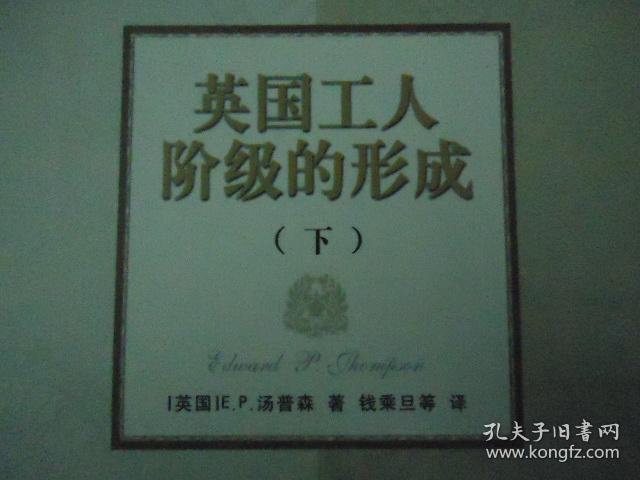 英国工人
阶级的形成
（下）
Edward P. Thompson
[英国]E.P.汤普森 著 钱乘旦等 译
孔夫子旧书网
www.kongfz.com